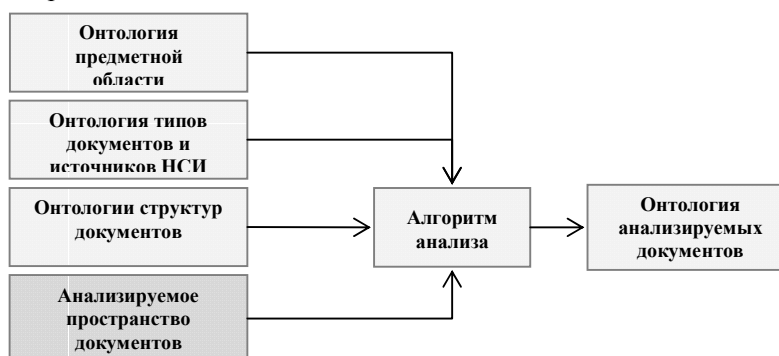 Онтология
предметной
области
Онтология типов
документов и
источников НСИ
Онтологии структур
документов
Анализируемое
пространство
документов
Алгоритм
анализа
Онтология
анализируемых
документов